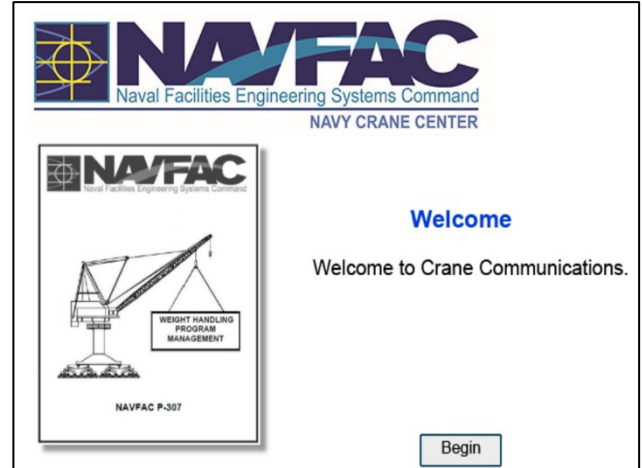 NAVFAC
Naval Facilities Engineering Systems Command
NAVY CRANE CENTER
NAVFAC
Naval Facilities Engineering Systems Command
WEIGHT HANDLING
PROGRAM
MANAGEMENT
NAVFAC P-307
Welcome
Welcome to Crane Communications.
Begin